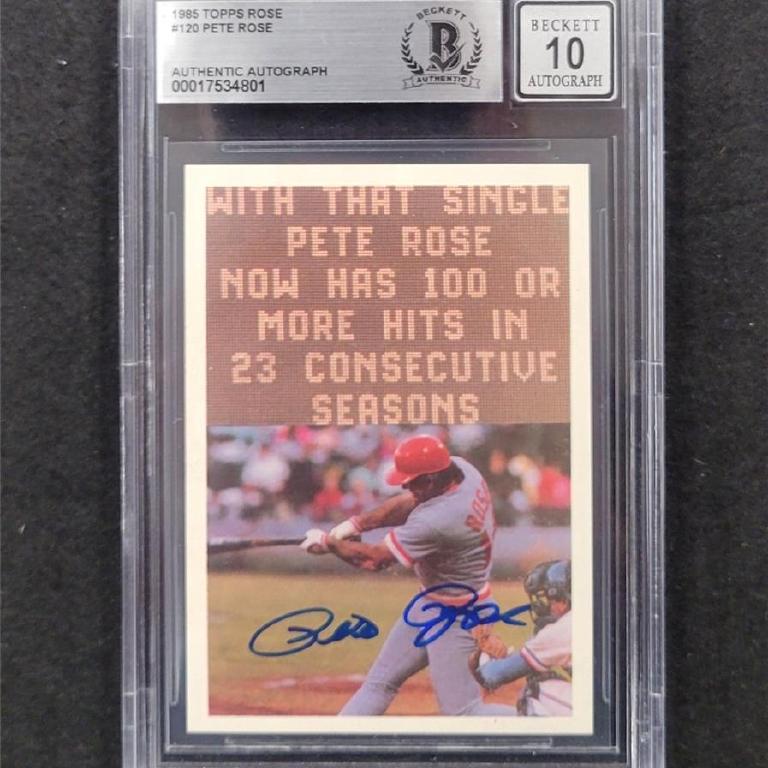 1985 TOPPS ROSE
#120 PETE ROSE
AUTHENTIC AUTOGRAPH
00017534801
BECKETT
B
AUTHENTIC
BECKETT
10
AUTOGRAPH
WITH THAT SINGLE
PETE ROSE
NOW HAS 100 OR
MORE HITS IN
23 CONSECUTIVE
SEASONS
ROSE
Pete Rose